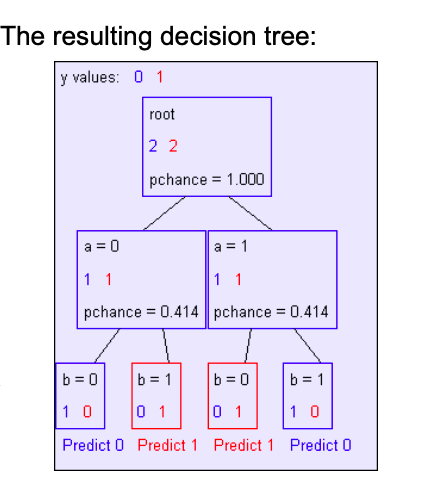 The resulting decision tree:
y values: 0 1
root
2 2
pchance = 1.000
a = 0
1 1
pchance = 0.414
a = 1
1 1
pchance = 0.414
b = 0
1 0
Predict 0
b = 1
0 1
Predict 1
b = 0
0 1
Predict 1
b = 1
1 0
Predict 0